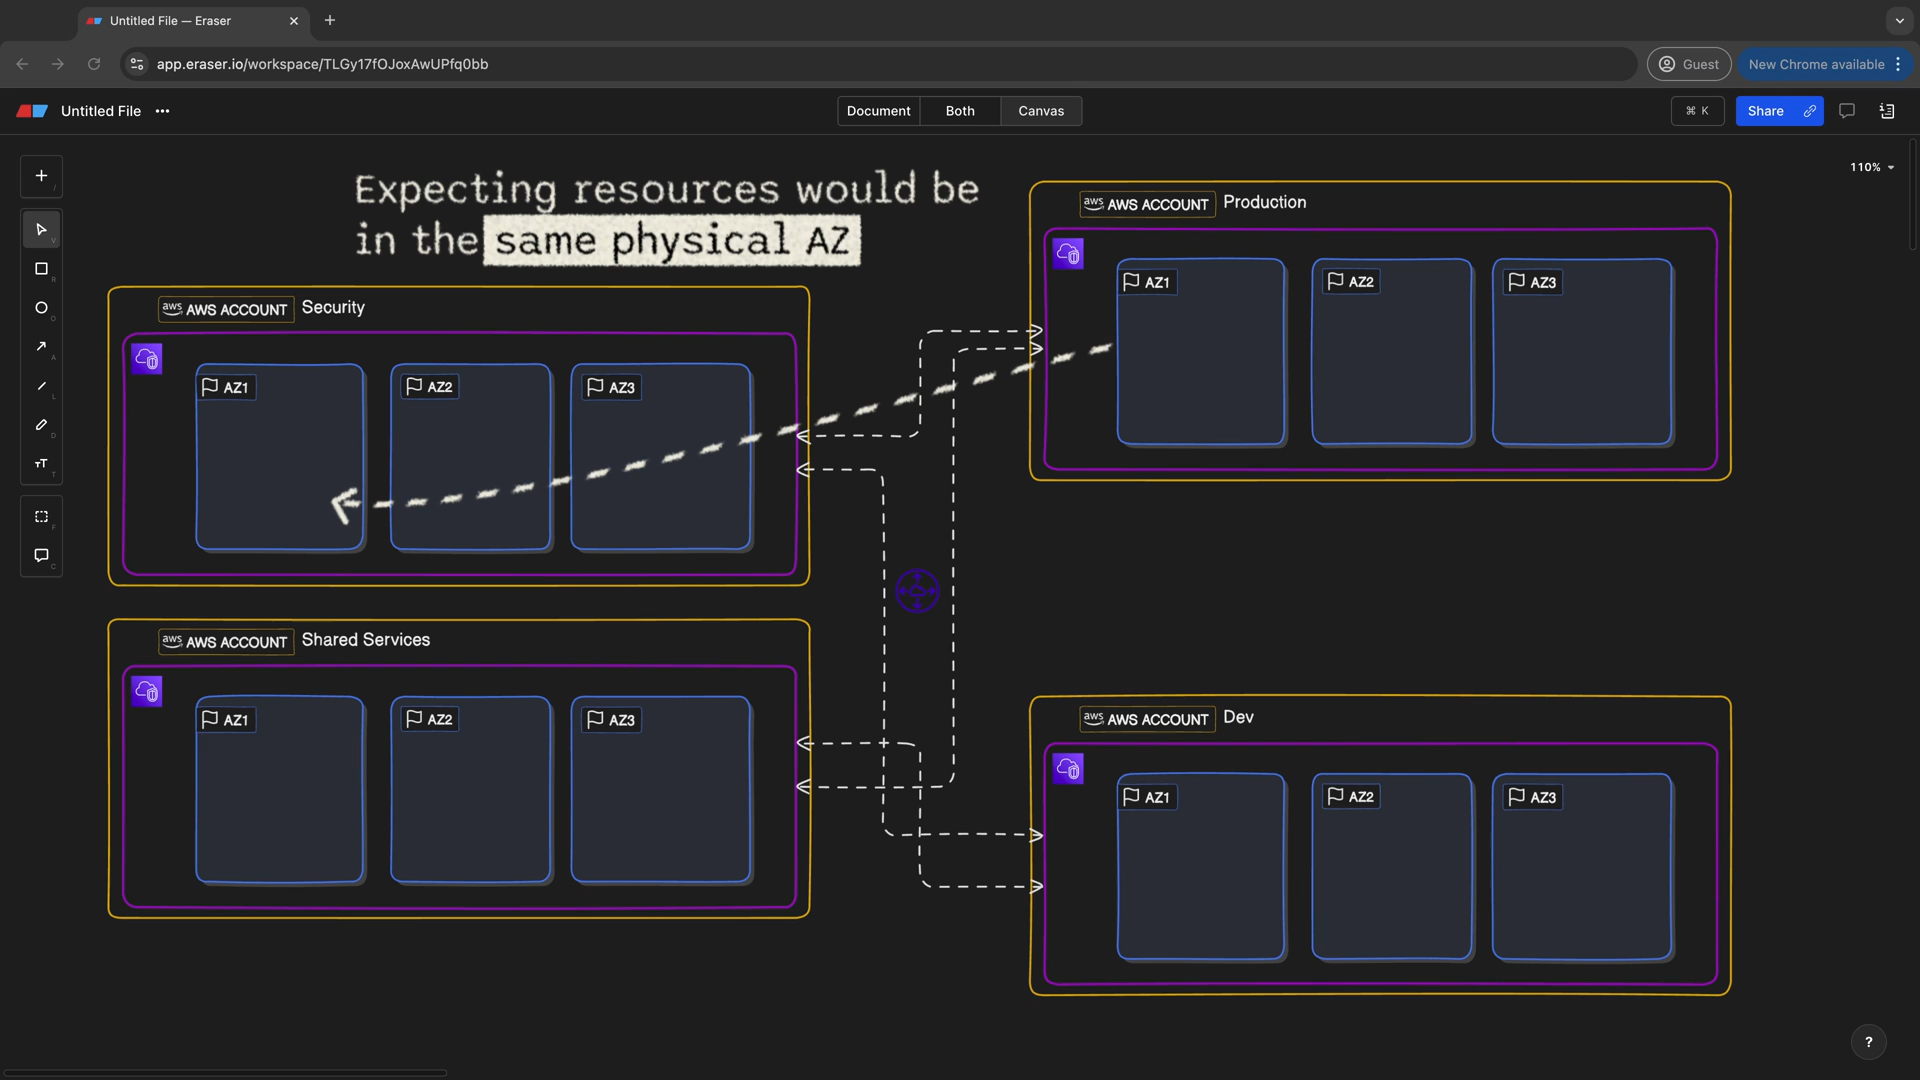 Untitled File — Eraser
app.eraser.io/workspace/TLGy17fOJoxAwUPfq0bb
Guest
New Chrome available
Untitled File
Document
Both
Canvas
⌘ K
Share
110%
Expecting resources would be
in the same physical AZ
aws AWS ACCOUNT Production
AZ1
AZ2
AZ3
aws AWS ACCOUNT Security
AZ1
AZ2
AZ3
aws AWS ACCOUNT Shared Services
AZ1
AZ2
AZ3
aws AWS ACCOUNT Dev
AZ1
AZ2
AZ3
/
V
R
O
A
L
D
T
F
C
?